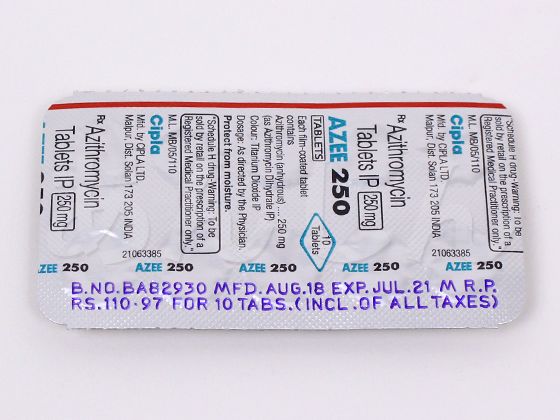 "Schedule H drug-Warning: To be
sold by retail on the prescription of a
Registered Medical Practitioner only."
M.L. MB/05/110
Cipla
Mfd. by CIPLA LTD.
Malpur, Dist. Solan 173 205 INDIA
21063385
Rx Azithromycin
Tablets IP 250 mg
AZEE 250
TABLETS
10
Tablets
Each film-coated tablet
contains
Azithromycin (anhydrous) 250 mg
(as Azithromycin Dihydrate IP)
Colour: Titanium Dioxide IP
Dosage: As directed by the Physician.
Protect from moisture.
"Schedule H drug-Warning: To be
sold by retail on the prescription of a
Registered Medical Practitioner only."
M.L. MB/05/110
Cipla
Mfd. by CIPLA LTD.
Malpur, Dist. Solan 173 205 INDIA
21063385
Rx Azithromycin
Tablets IP 250 mg
AZEE 250 AZEE 250 AZEE 250 AZEE 250 AZEE 250
B.NO.BA82930 MFD.AUG.18 EXP.JUL.21 M R.P.
RS.110.97 FOR 10 TABS.(INCL.OF ALL TAXES)